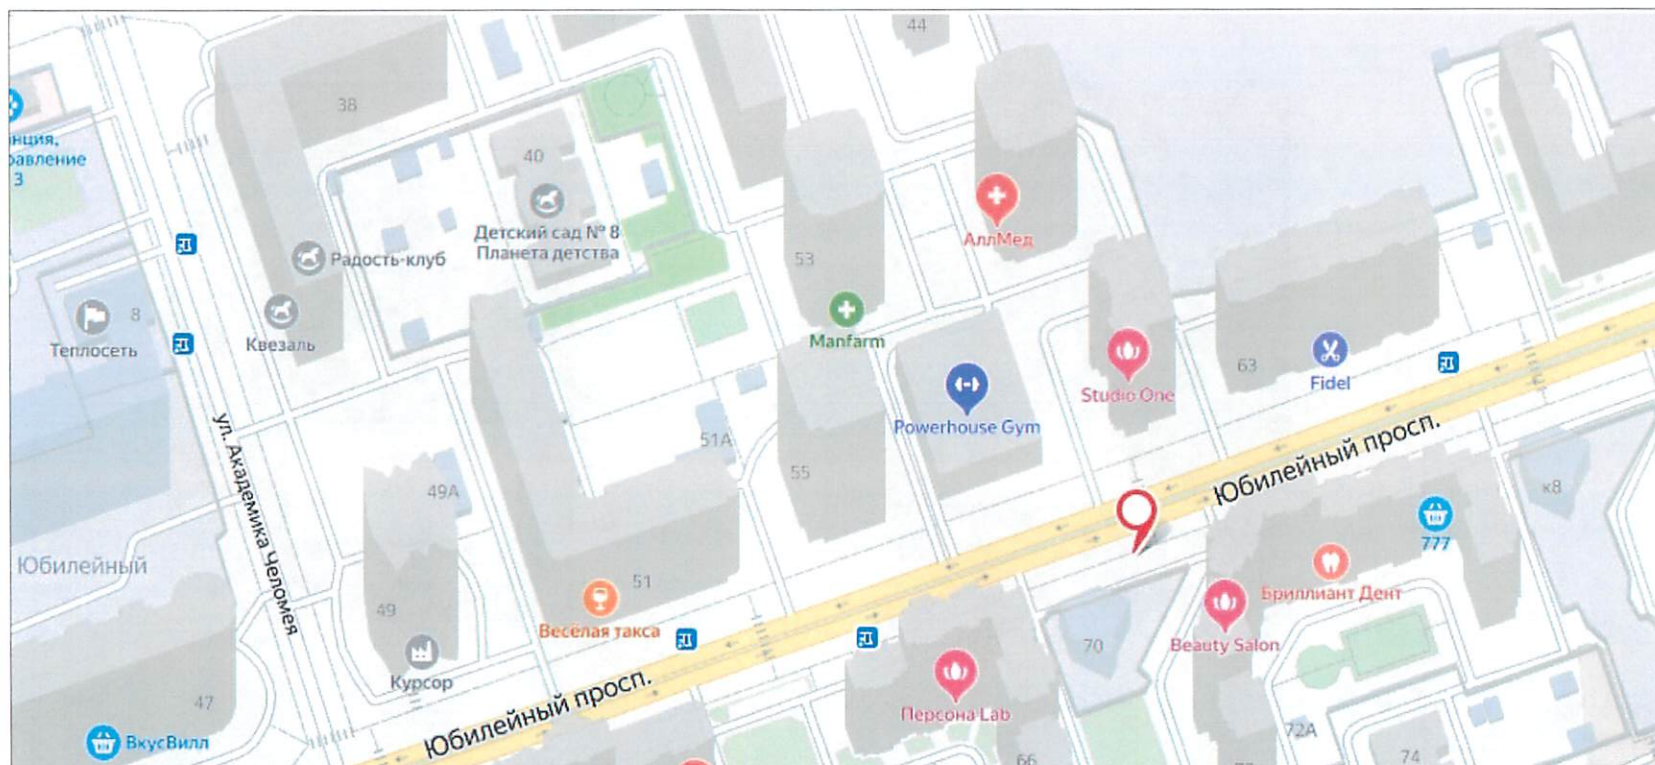 44
38
нция,
равление
3
40
Детский сад № 8
Планета детства
АллМед
53
Радость-клуб
8
Теплосеть
Квезаль
Manfarm
63
Fidel
Studio One
Powerhouse Gym
51А
55
Юбилейный просп.
ул. Академика Челомея
49А
к8
777
Юбилейный
51
Бриллиант Дент
49
Весёлая такса
Beauty Salon
70
Курсор
Юбилейный просп.
47
Персона Lab
ВкусВилл
72А
74
66